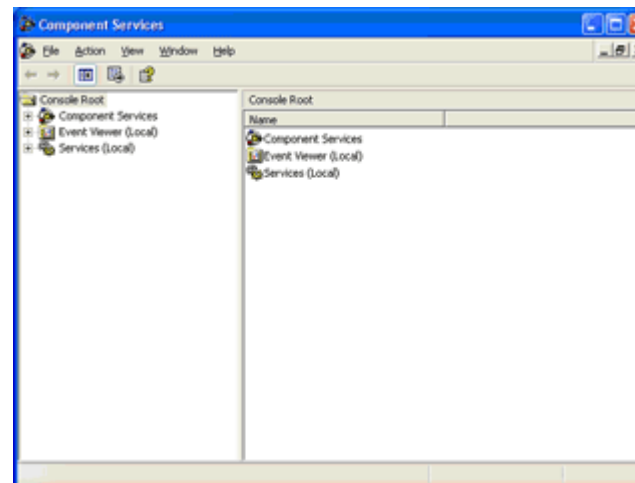 Component Services
File Action View Window Help
Console Root
Component Services
Event Viewer (Local)
Services (Local)
Console Root
Name
Component Services
Event Viewer (Local)
Services (Local)